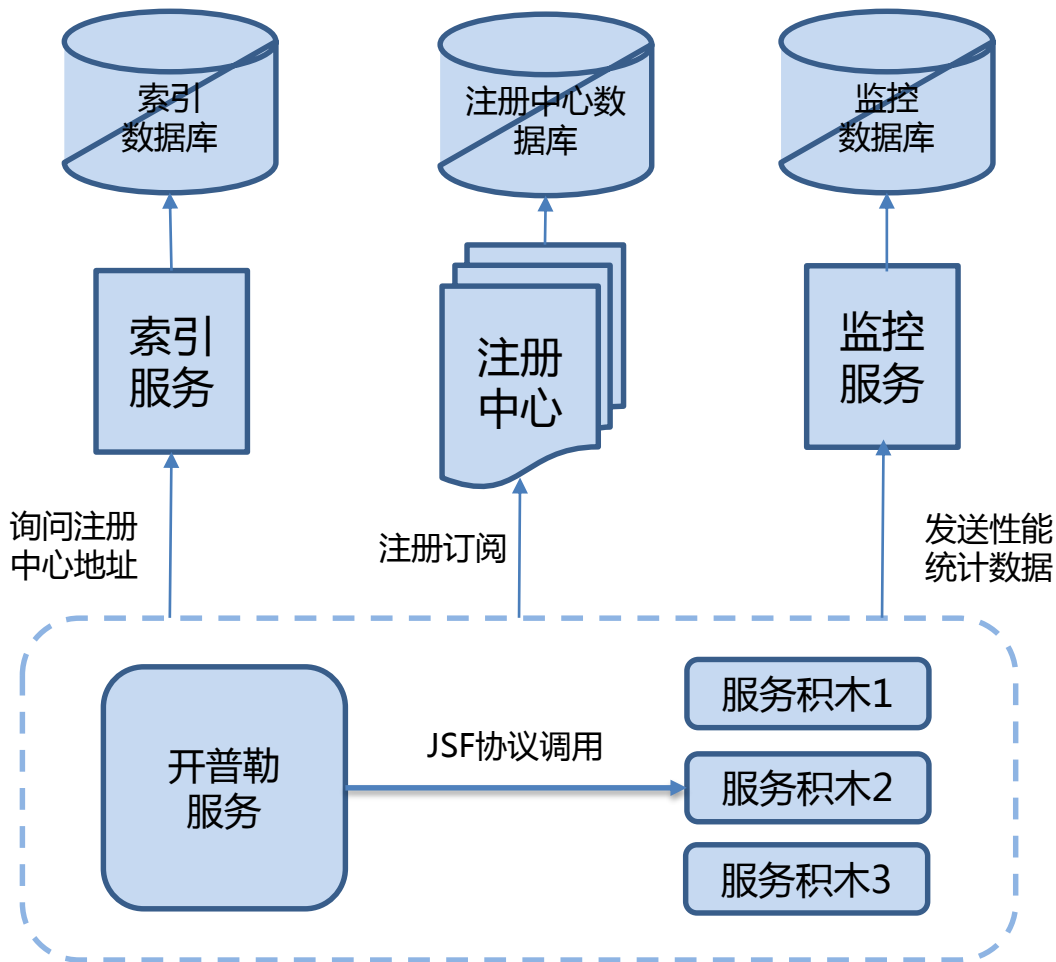 索引
数据库
注册中心数
据库
监控
数据库
索引
服务
注册
中心
监控
服务
询问注册
中心地址
注册订阅
发送性能
统计数据
开普勒
服务
JSF协议调用
服务积木1
服务积木2
服务积木3